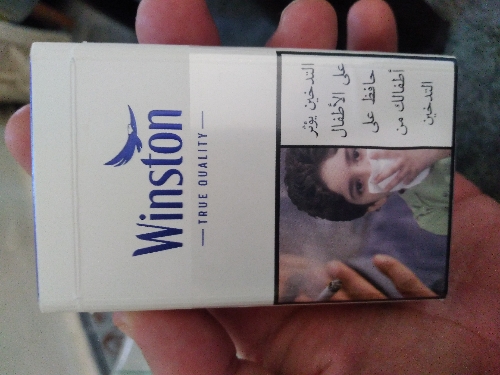 Winston
TRUE QUALITY
التدخين يؤثر
على الأطفال
حافظ على
أطفالك من
التدخين